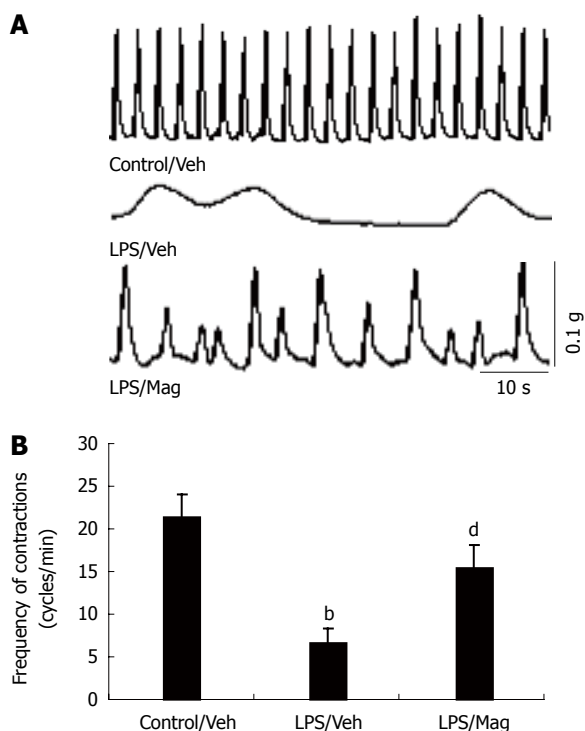 A
Control/Veh
LPS/Veh
LPS/Mag
10 s
0.1 g
B
Frequency of contractions
(cycles/min)
30
25
20
15
10
5
0
b
d
Control/Veh LPS/Veh LPS/Mag